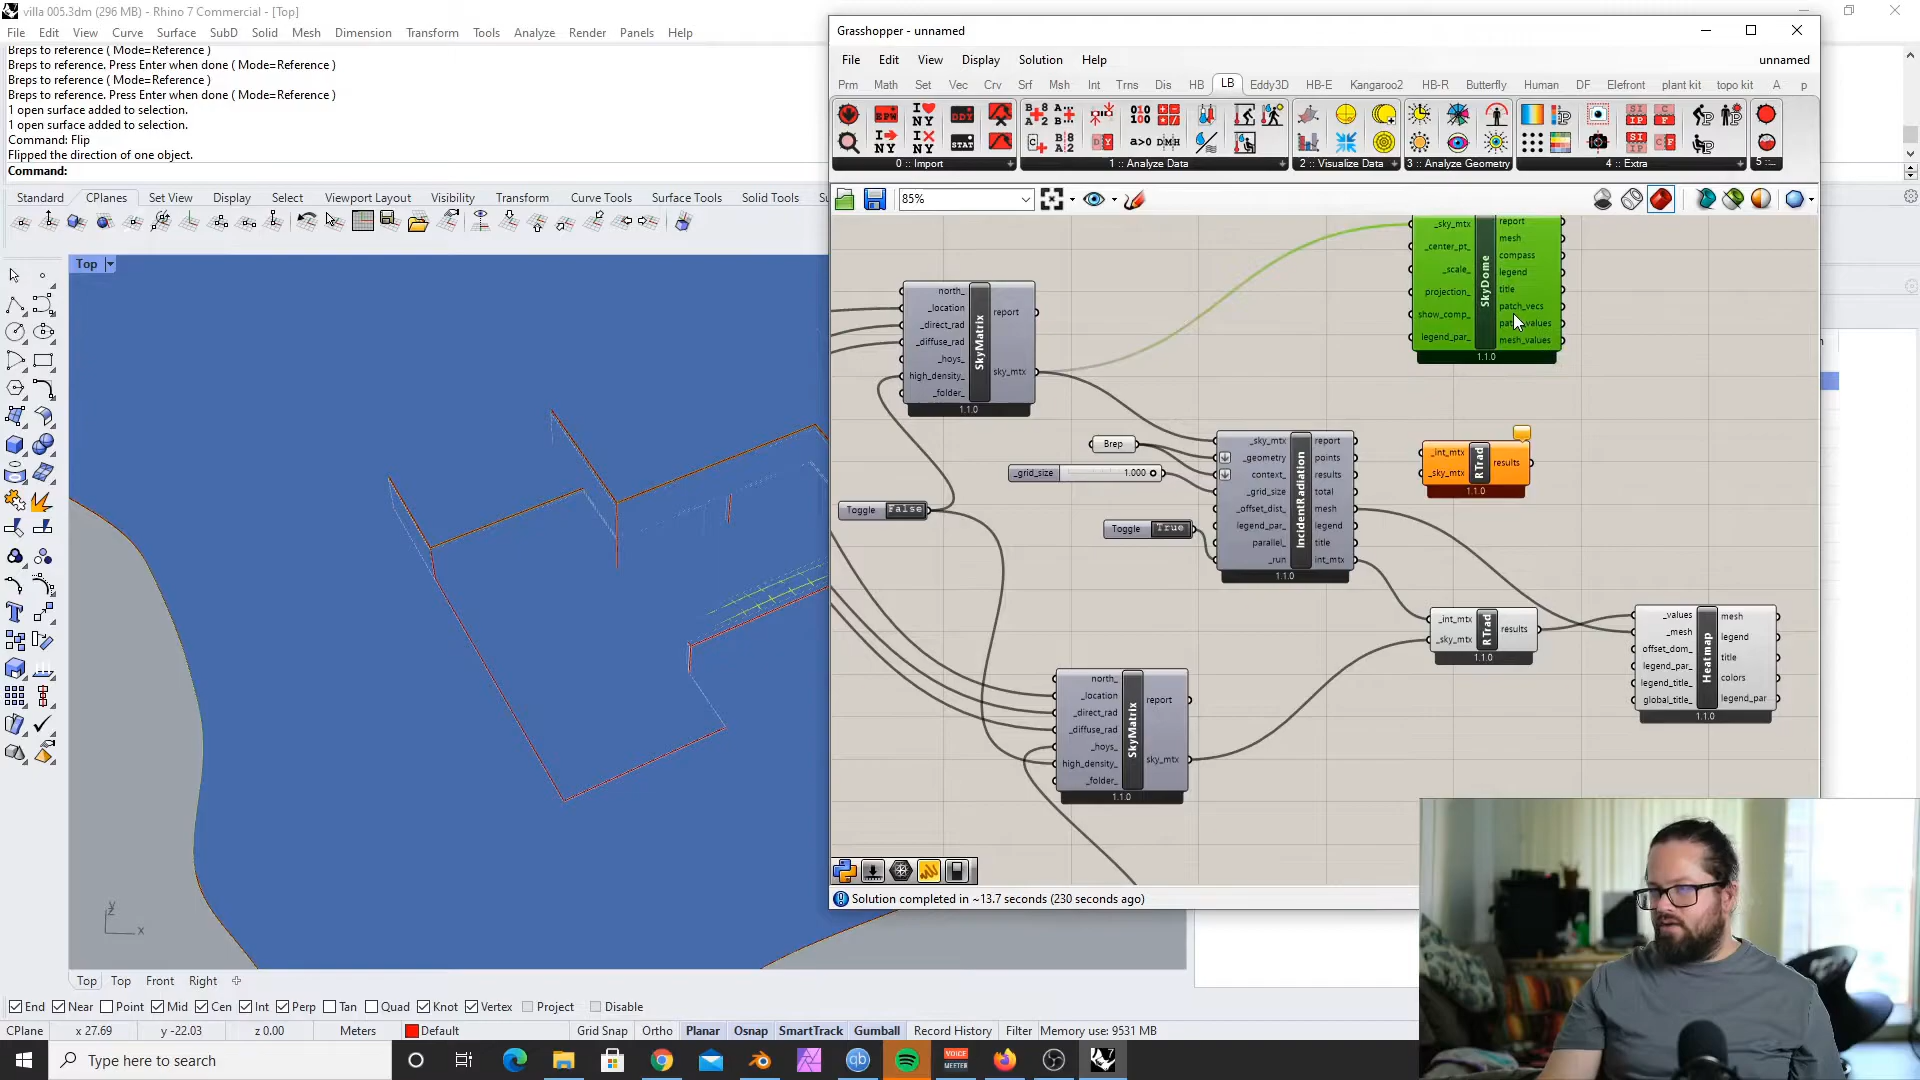 villa 005.3dm (296 MB) - Rhino 7 Commercial - [Top]
File Edit View Curve Surface SubD Solid Mesh Dimension Transform Tools Analyze Render Panels Help
Breps to reference ( Mode=Reference )
Breps to reference. Press Enter when done ( Mode=Reference )
Breps to reference ( Mode=Reference )
Breps to reference. Press Enter when done ( Mode=Reference )
1 open surface added to selection.
1 open surface added to selection.
Command: Flip
Flipped the direction of one object.
Command:
Standard CPlanes Set View Display Select Viewport Layout Visibility Transform Curve Tools Surface Tools Solid Tools
Top
Grasshopper - unnamed
File Edit View Display Solution Help unnamed
Prm Math Set Vec Crv Srf Msh Int Trns Dis HB LB Eddy3D HB-E Kangaroo2 HB-R Butterfly Human DF Elefront plant kit topo kit A p
0 :: Import 1 :: Analyze Data 2 :: Visualize Data 3 :: Analyze Geometry 4 :: Extra 5 ::
85%
_sky_mtx
_center_pt_
_scale_
projection_
show_comp_
legend_par_
SkyDome
report
mesh
compass
legend
title
patch_vecs
mesh_values
1.1.0
north_
_location
_direct_rad
_diffuse_rad
_hoys_
high_density_
_folder_
SkyMatrix
report
sky_mtx
1.1.0
Brep
_grid_size 1.000
Toggle False
Toggle True
_sky_mtx
_geometry
context_
_grid_size
_offset_dist_
legend_par_
parallel_
_run
IncidentRadiation
report
points
results
total
mesh
legend
title
int_mtx
1.1.0
_int_mtx
_sky_mtx
RTrad
results
1.1.0
_int_mtx
_sky_mtx
RTrad
results
1.1.0
_values
_mesh
offset_dom_
legend_par_
legend_title_
global_title_
Heatmap
mesh
legend
title
colors
legend_par
1.1.0
north_
_location
_direct_rad
_diffuse_rad
_hoys_
high_density_
_folder_
SkyMatrix
report
sky_mtx
1.1.0
Solution completed in ~13.7 seconds (230 seconds ago)
y
x
Top Top Front Right
End Near Point Mid Cen Int Perp Tan Quad Knot Vertex Project Disable
CPlane x 27.69 y -22.03 z 0.00 Meters Default Grid Snap Ortho Planar Osnap SmartTrack Gumball Record History Filter Memory use: 9531 MB
Type here to search